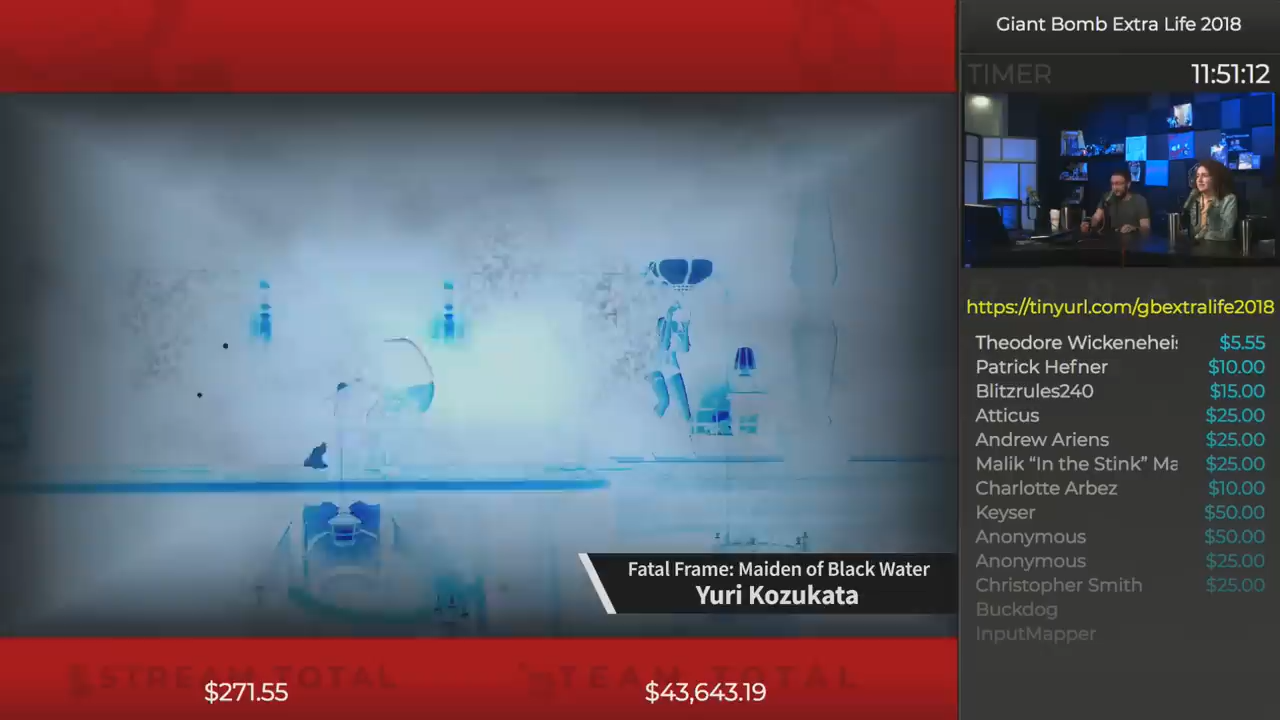 Giant Bomb Extra Life 2018
TIMER
11:51:12
https://tinyurl.com/gbextralife2018
Theodore Wickeneheis $5.55
Patrick Hefner $10.00
Blitzrules240 $15.00
Atticus $25.00
Andrew Ariens $25.00
Malik “In the Stink” Ma $25.00
Charlotte Arbez $10.00
Keyser $50.00
Anonymous $50.00
Anonymous $25.00
Christopher Smith $25.00
Buckdog
InputMapper
Fatal Frame: Maiden of Black Water
Yuri Kozukata
STREAM TOTAL
$271.55
TEAM TOTAL
$43,643.19